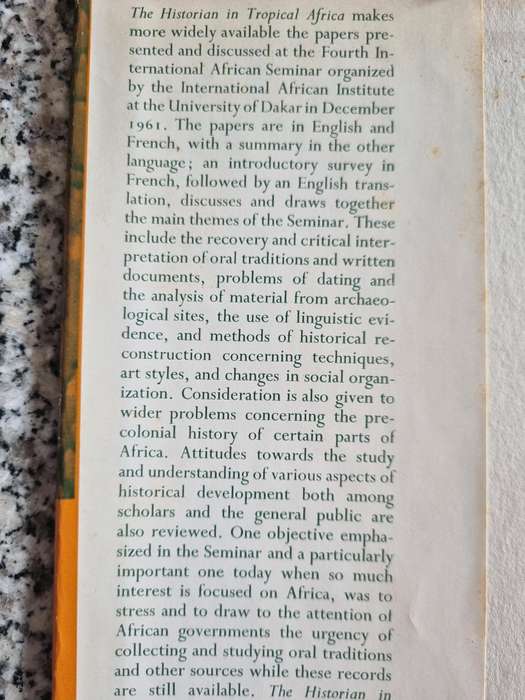 The Historian in Tropical Africa makes
more widely available the papers pre-
sented and discussed at the Fourth In-
ternational African Seminar organized
by the International African Institute
at the University of Dakar in December
1961. The papers are in English and
French, with a summary in the other
language; an introductory survey in
French, followed by an English trans-
lation, discusses and draws together
the main themes of the Seminar. These
include the recovery and critical inter-
pretation of oral traditions and written
documents, problems of dating and
the analysis of material from archaeo-
logical sites, the use of linguistic evi-
dence, and methods of historical re-
construction concerning techniques,
art styles, and changes in social organ-
ization. Consideration is also given to
wider problems concerning the pre-
colonial history of certain parts of
Africa. Attitudes towards the study
and understanding of various aspects of
historical development both among
scholars and the general public are
also reviewed. One objective empha-
sized in the Seminar and a particularly
important one today when so much
interest is focused on Africa, was to
stress and to draw to the attention of
African governments the urgency of
collecting and studying oral traditions
and other sources while these records
are still available. The Historian in